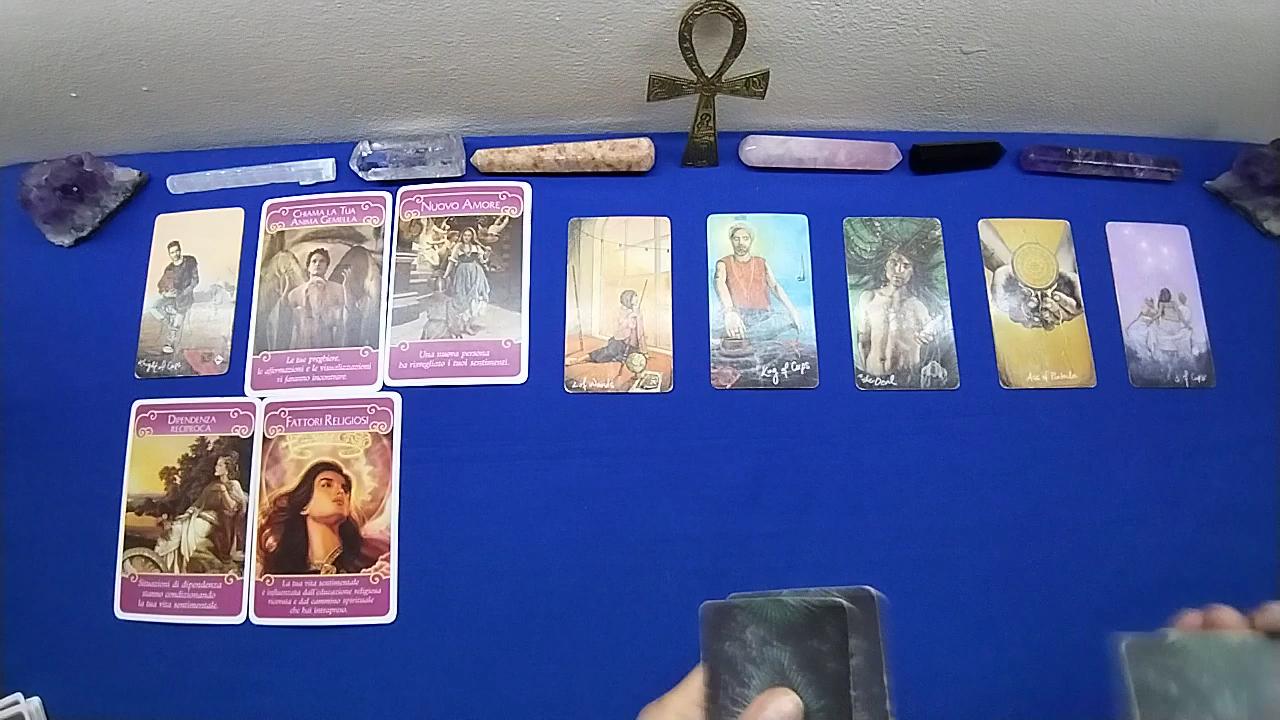 Chiama la Tua
Anima Gemella
Le tue preghiere,
le affermazioni e le visualizzazioni
si faranno incontrare.
Nuovo Amore
Una nuova persona
ha risvegliato i tuoi sentimenti.
of Cups
2 of Wands
King of Cups
The Devil
Ace of Pentacles
of Cups
Dipendenza
Reciproca
Situazioni di dipendenza
stanno condizionando
la tua vita sentimentale.
Fattori Religiosi
La tua vita sentimentale
è influenzata dall'educazione religiosa
ricevuta e dal cammino spirituale
che hai intrapreso.